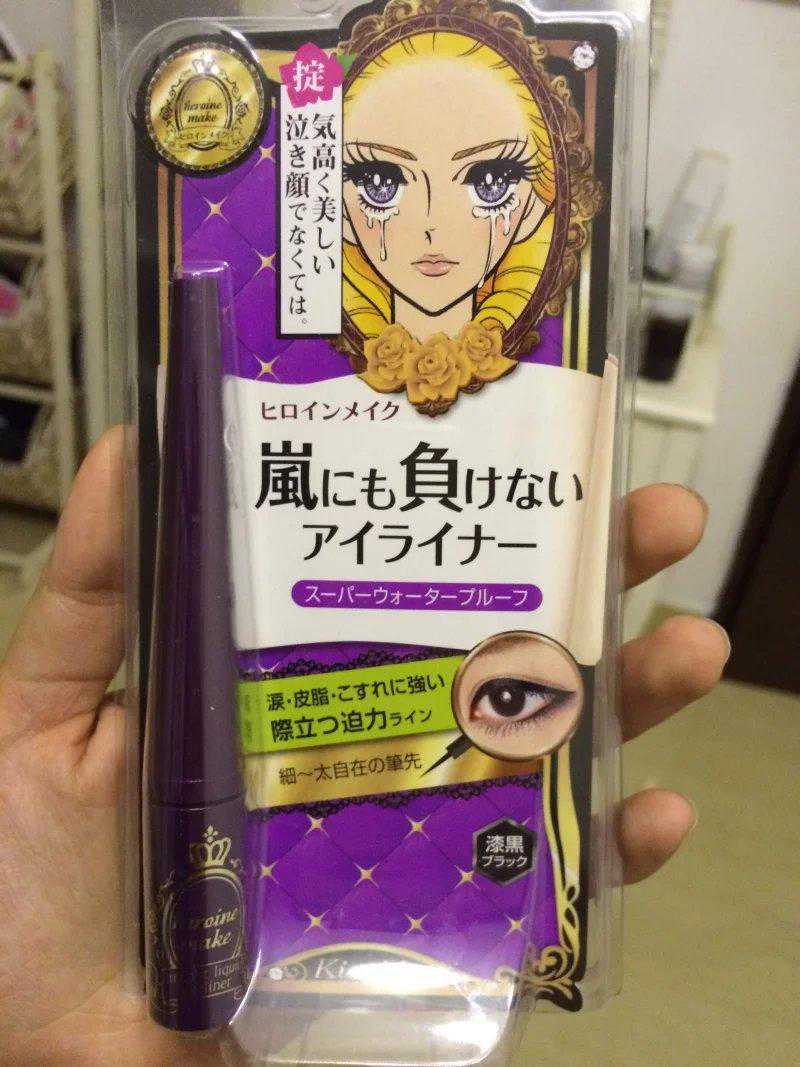 heroine
make
ヒロインメイク
掟
気高く美しい
泣き顔でなくては。
ヒロインメイク
嵐にも負けない
アイライナー
スーパーウォータープルーフ
涙・皮脂・こすれに強い
際立つ迫力ライン
細〜太自在の筆先
漆黒
ブラック
heroine
make
liquid
liner